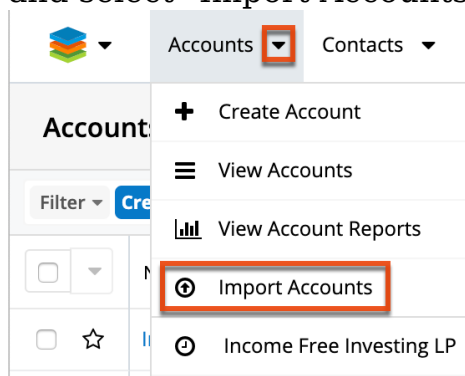 and select "Import Accounts
Accounts Contacts
Create Account
Accounts
View Accounts
Filter Cre
View Account Reports
Import Accounts
Income Free Investing LP